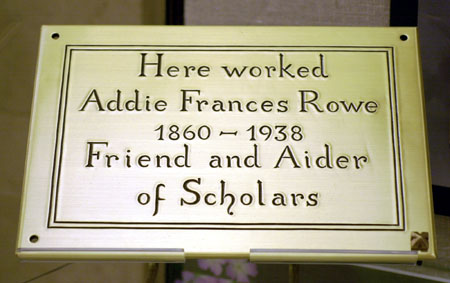 Here worked
Addie Frances Rowe
1860 – 1938
Friend and Aider
of Scholars